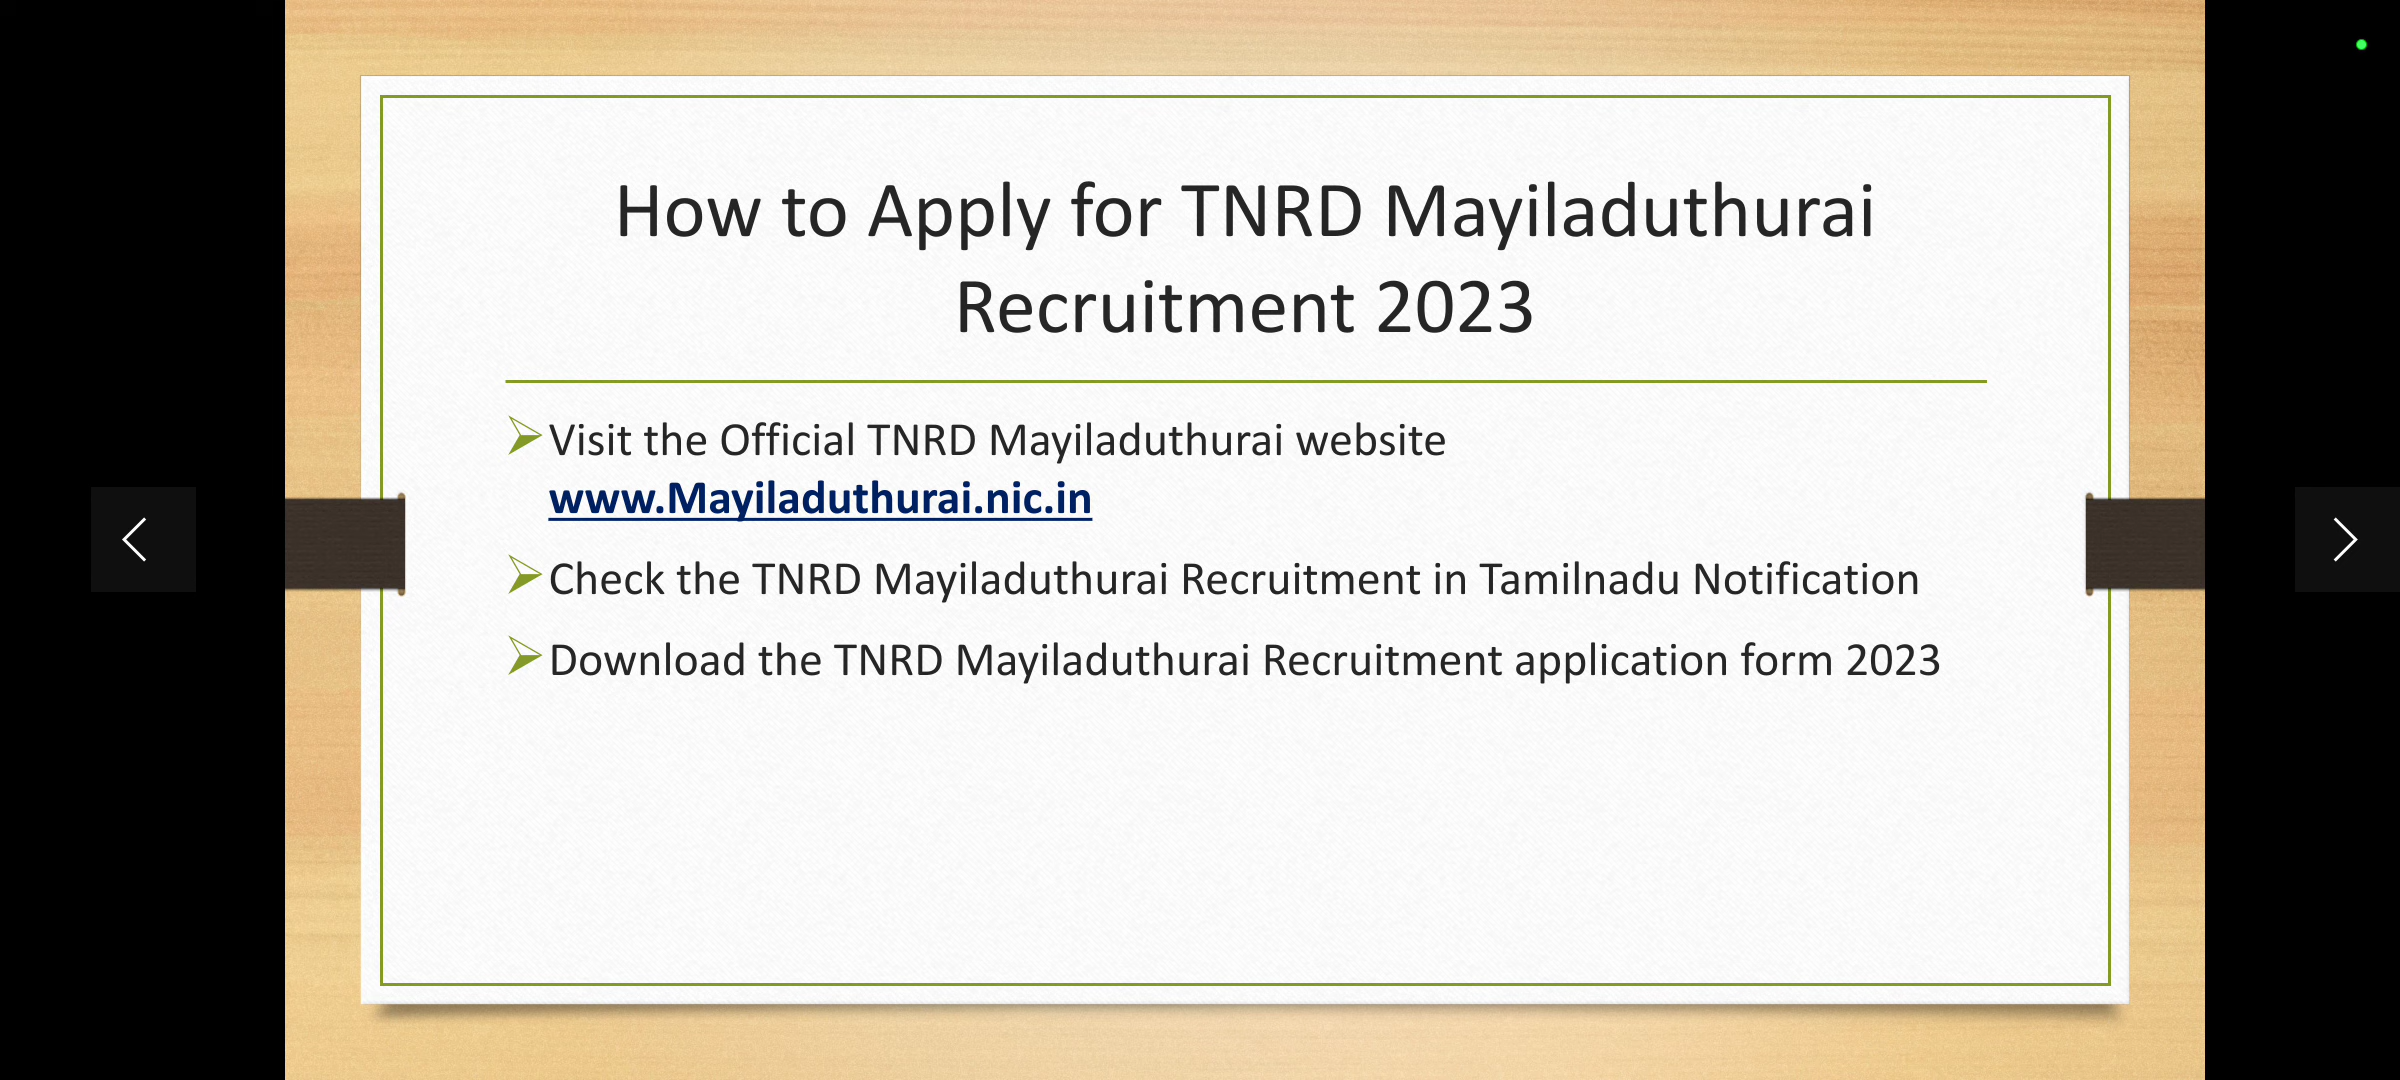 How to Apply for TNRD Mayiladuthurai
Recruitment 2023
Visit the Official TNRD Mayiladuthurai website
www.Mayiladuthurai.nic.in
Check the TNRD Mayiladuthurai Recruitment in Tamilnadu Notification
Download the TNRD Mayiladuthurai Recruitment application form 2023